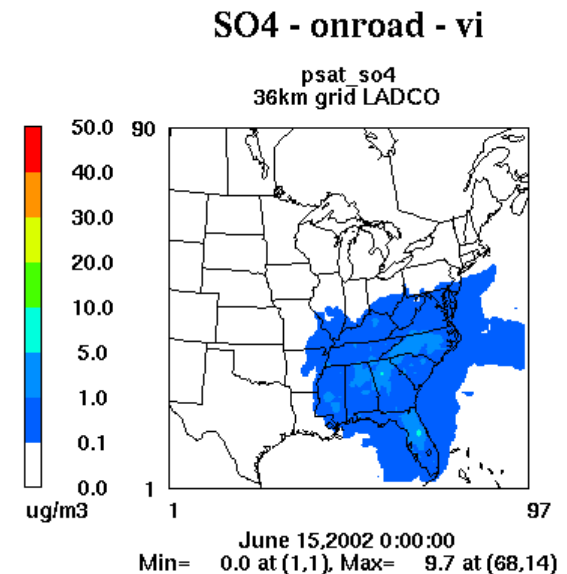 SO4 - onroad - vi
psat_so4
36km grid LADCO
50.0
40.0
30.0
20.0
10.0
5.0
1.0
0.1
0.0
ug/m3
90
1
1
97
June 15,2002 0:00:00
Min= 0.0 at (1,1), Max= 9.7 at (68,14)